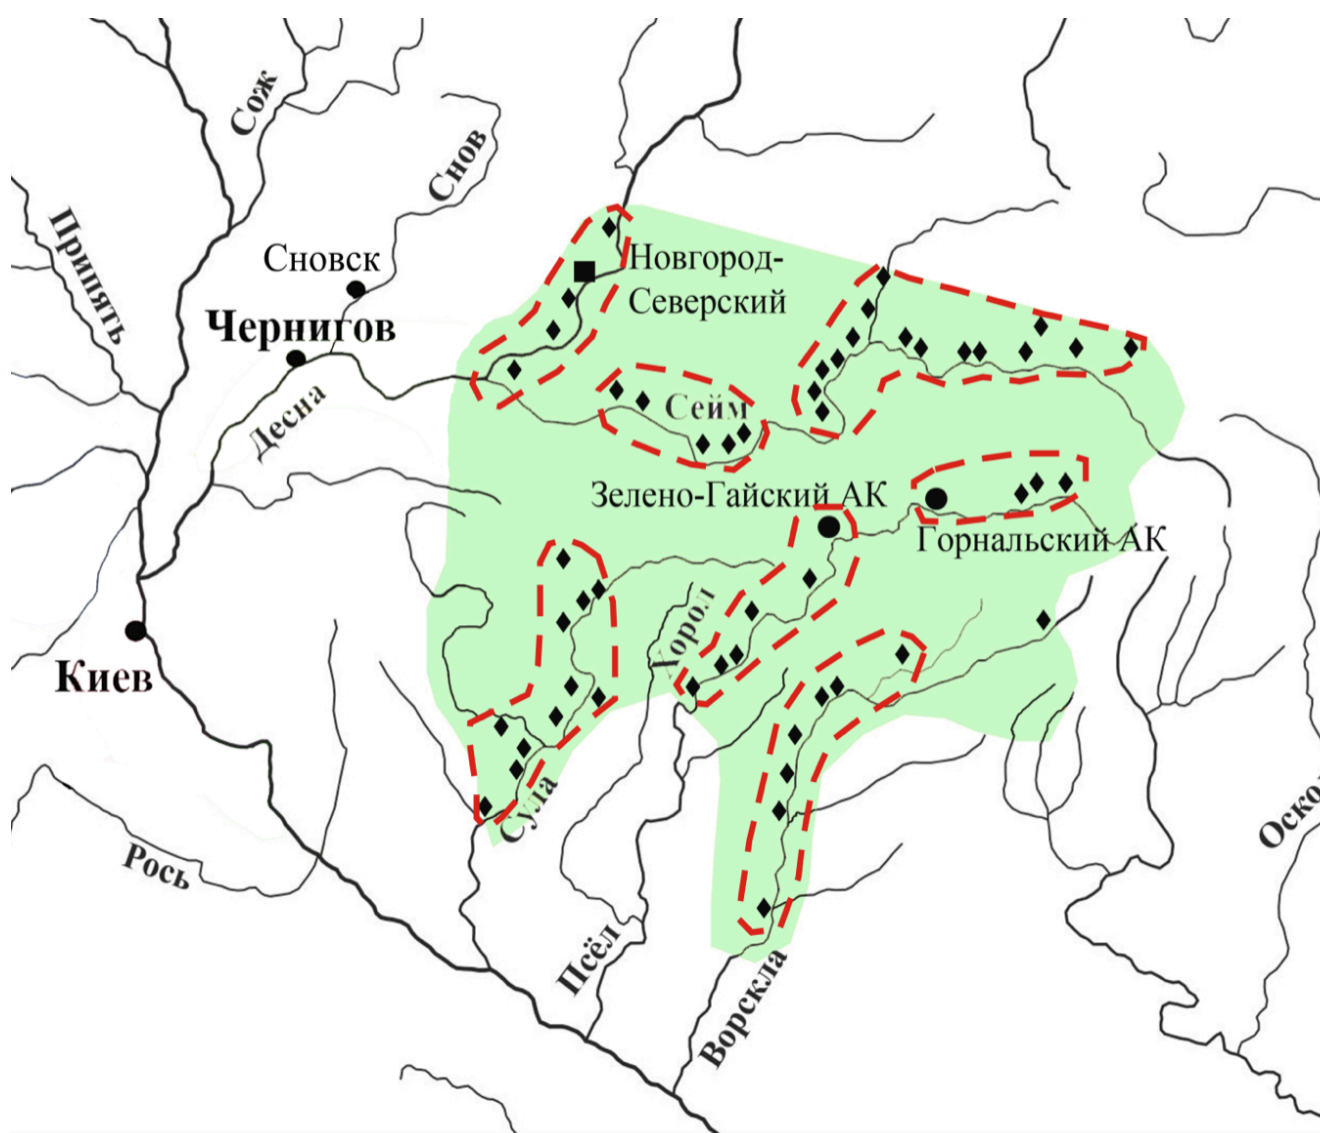 Сож
Снов
Припять
Сновск
Новгород-
Северский
Чернигов
Десна
Сейм
Зелено-Гайский АК
Горнальский АК
Хорол
Киев
Сула
Оско
Рось
Псёл
Ворскла